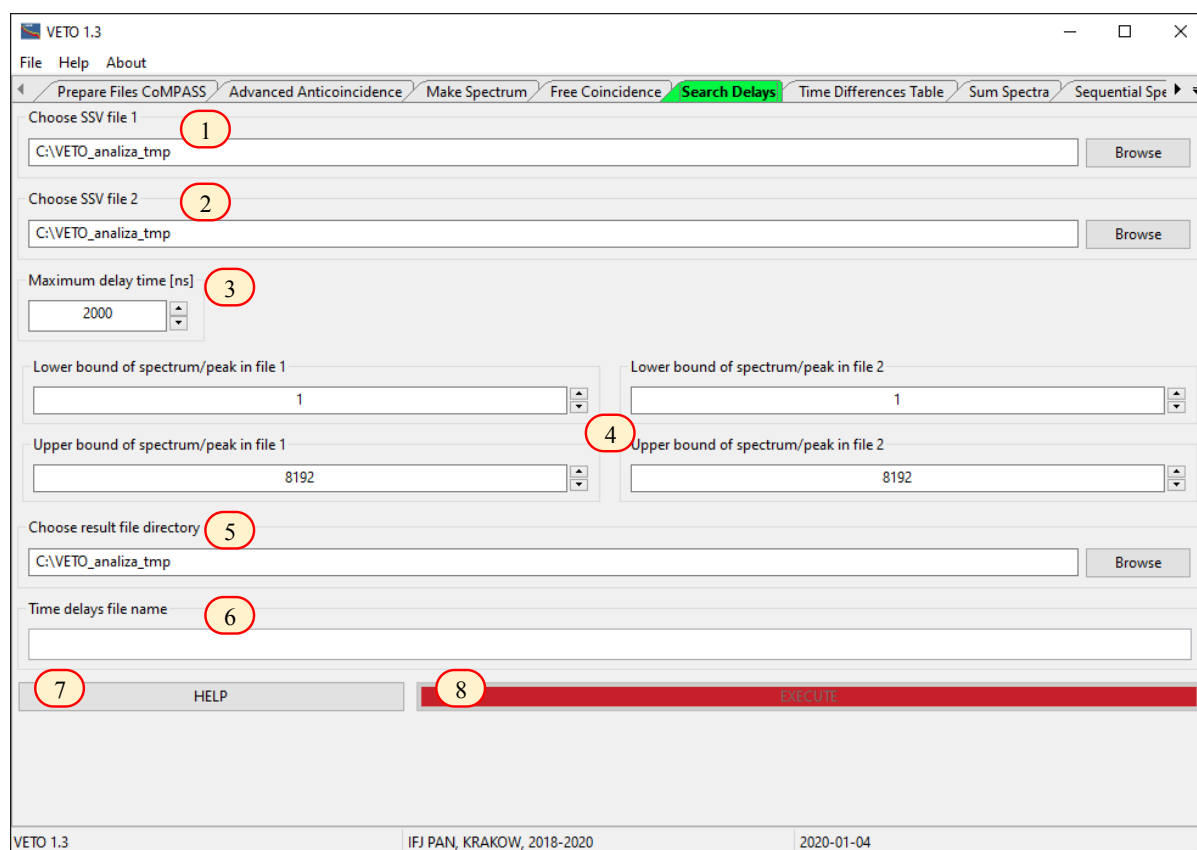 VETO 1.3
File Help About
Prepare Files CoMPASS Advanced Anticoincidence Make Spectrum Free Coincidence Search Delays Time Differences Table Sum Spectra Sequential Spe
Choose SSV file 1
1
C:\VETO_analiza_tmp Browse
Choose SSV file 2
2
C:\VETO_analiza_tmp Browse
Maximum delay time [ns]
3
2000
Lower bound of spectrum/peak in file 1 Lower bound of spectrum/peak in file 2
1 1
4
Upper bound of spectrum/peak in file 1 Upper bound of spectrum/peak in file 2
8192 8192
Choose result file directory
5
C:\VETO_analiza_tmp Browse
Time delays file name
6
7 HELP 8 EXECUTE
VETO 1.3 IFJ PAN, KRAKOW, 2018-2020 2020-01-04